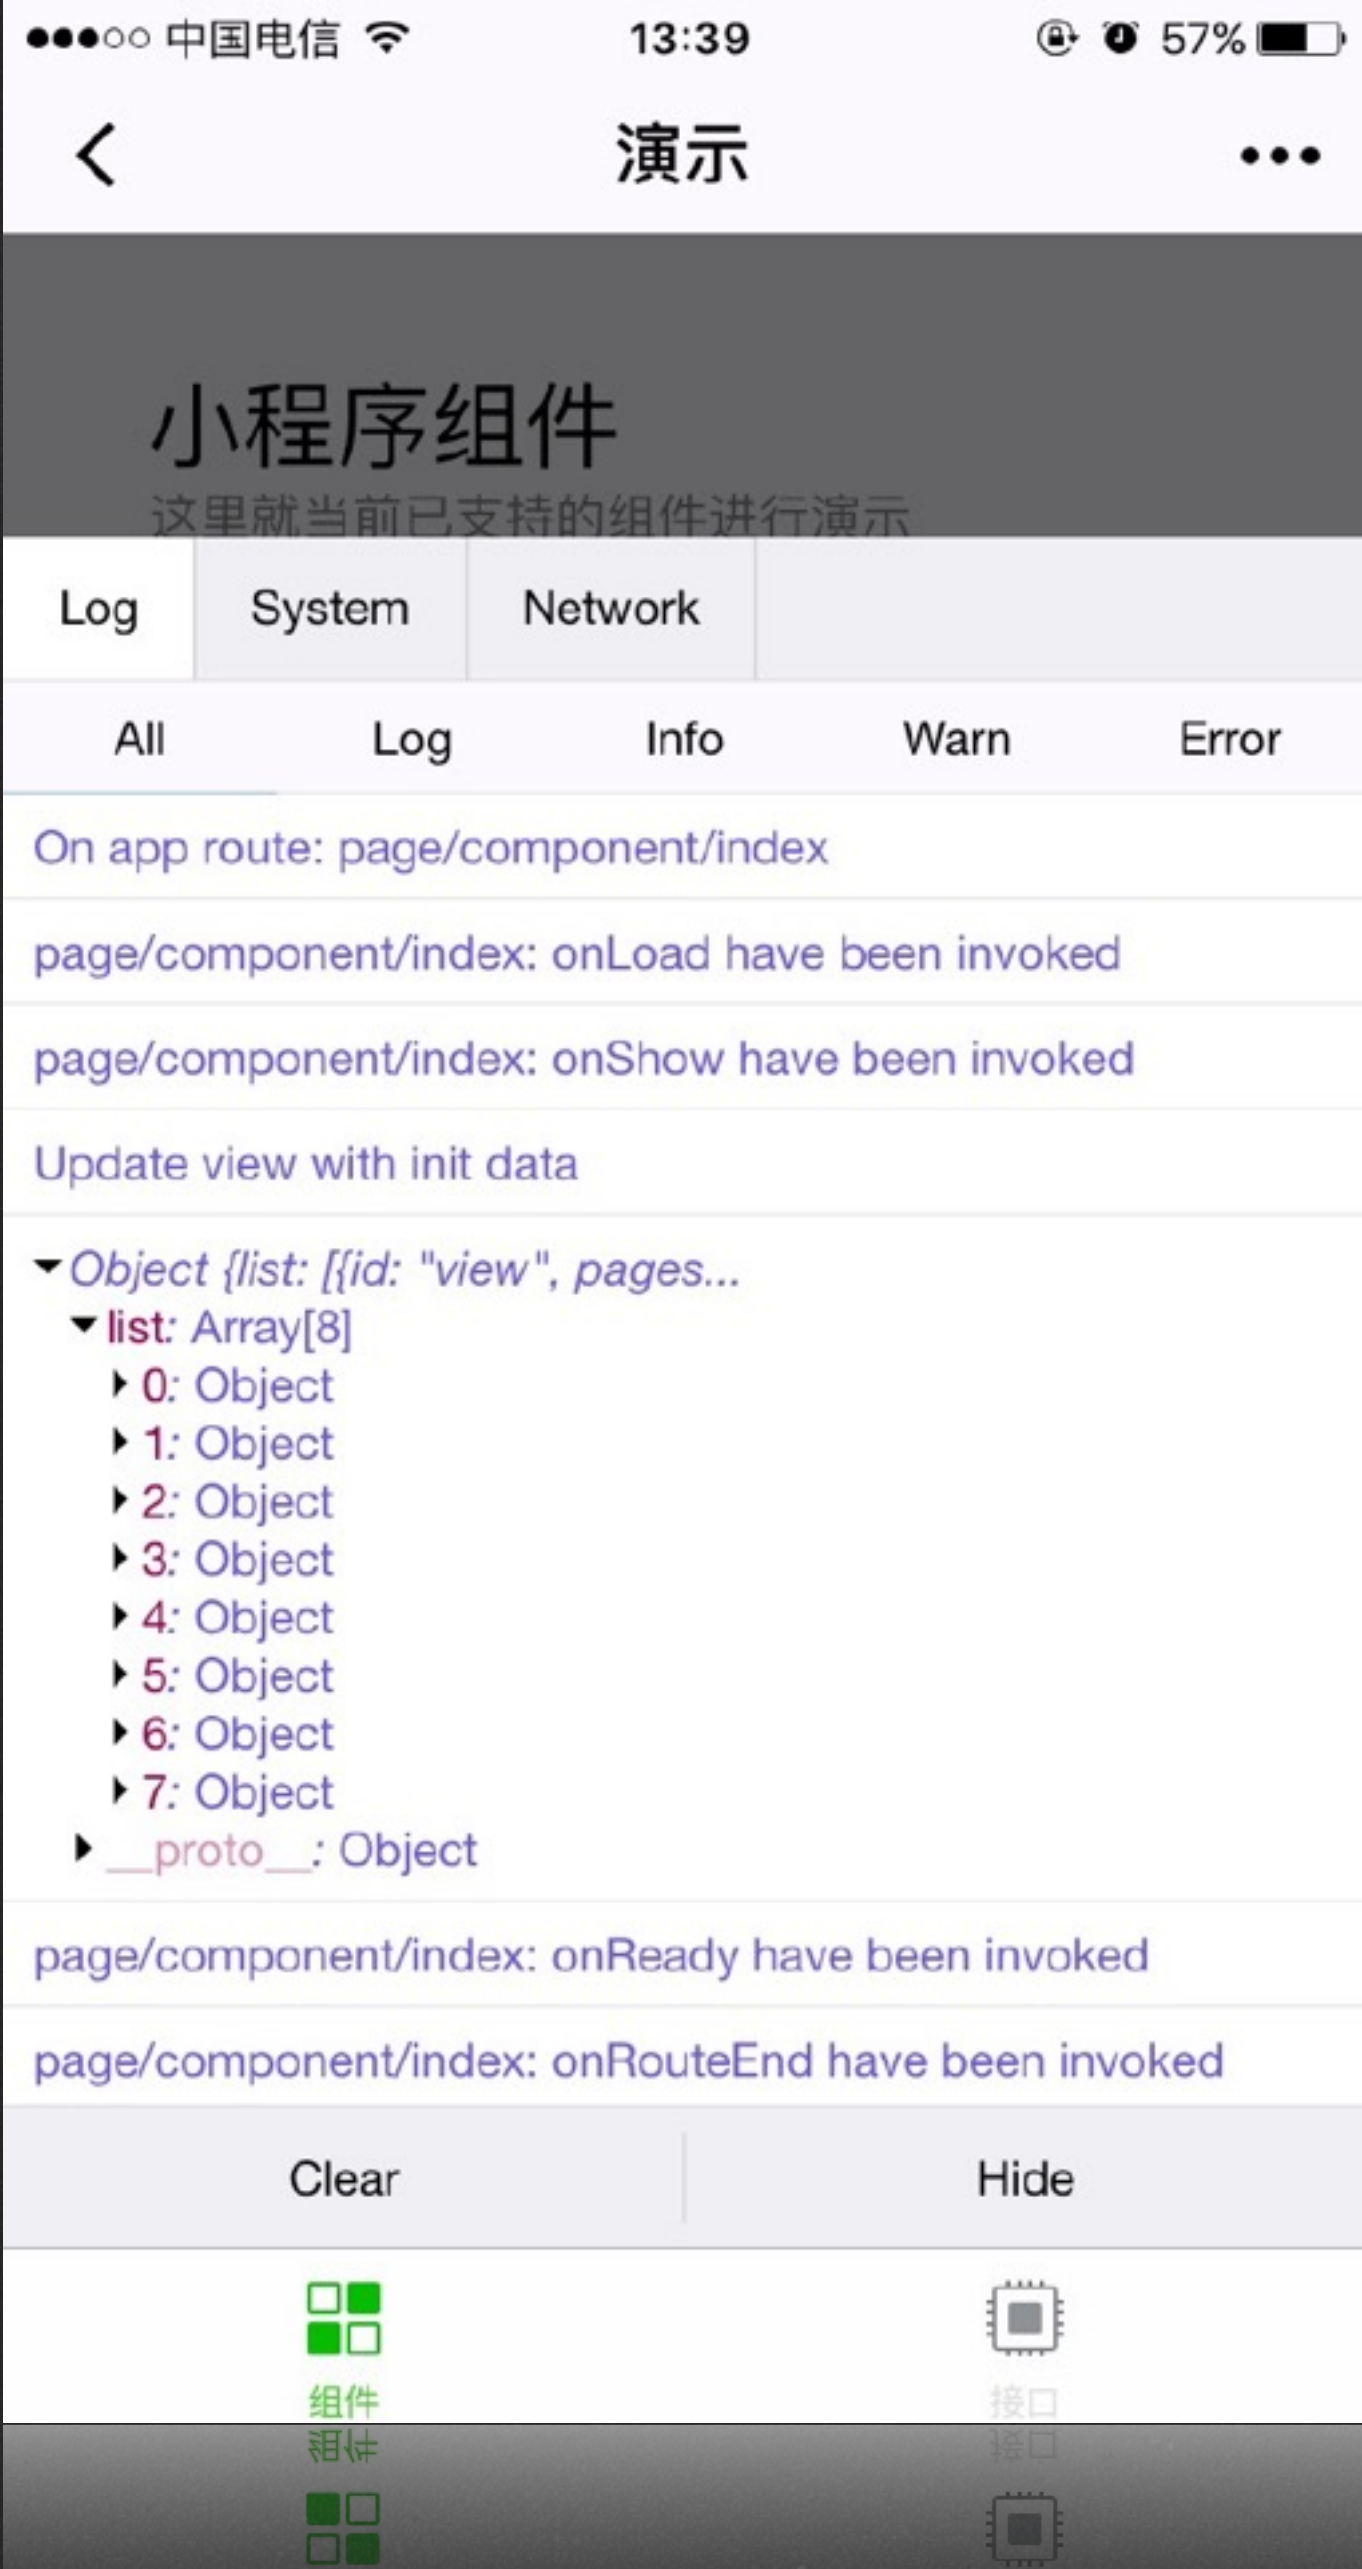 中国电信
13:39
57%
演示
小程序组件
这里就当前已支持的组件进行演示
Log System Network
All Log Info Warn Error
On app route: page/component/index
page/component/index: onLoad have been invoked
page/component/index: onShow have been invoked
Update view with init data
Object {list: [{id: "view", pages...
list: Array[8]
0: Object
1: Object
2: Object
3: Object
4: Object
5: Object
6: Object
7: Object
__proto__: Object
page/component/index: onReady have been invoked
page/component/index: onRouteEnd have been invoked
Clear Hide
组件 接口
组件 接口